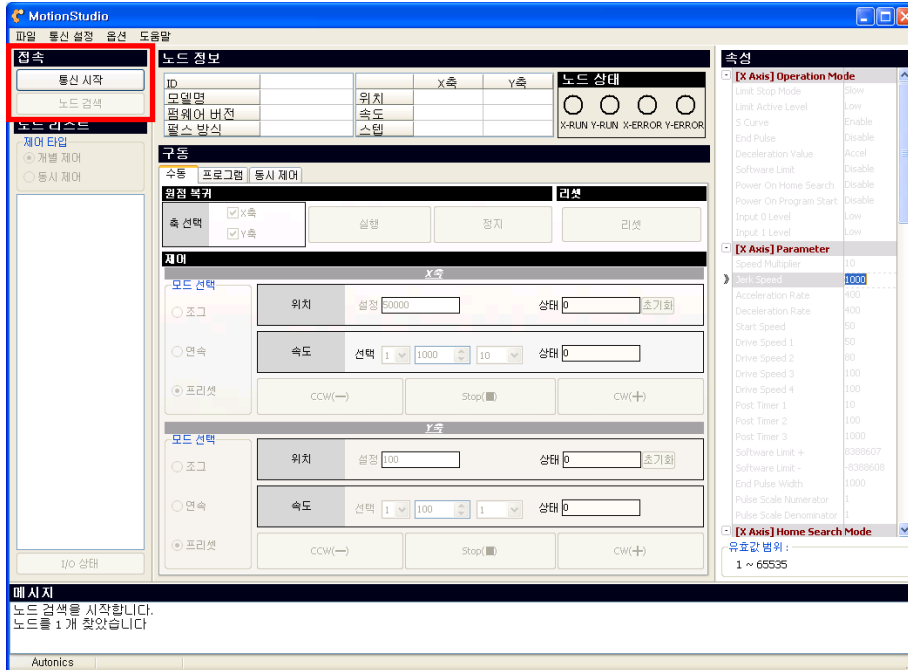 MotionStudio
파일 통신 설정 옵션 도움말
접속
통신 시작
노드 검색
노드 리스트
제어 타입
개별 제어
동시 제어
I/O 상태
노드 정보
ID
모델명
펌웨어 버전
펄스 방식
X축 Y축
위치
속도
스텝
노드 상태
X-RUN Y-RUN X-ERROR Y-ERROR
구동
수동 프로그램 동시 제어
원점 복귀 리셋
축 선택
X축
Y축
실행 정지 리셋
제어
X축
모드 선택
조그
연속
프리셋
위치 설정 50000 상태 0 초기화
속도 선택 1 1000 10 상태 0
CCW(━) Stop(■) CW(╋)
Y축
모드 선택
조그
연속
프리셋
위치 설정 100 상태 0 초기화
속도 선택 1 100 1 상태 0
CCW(━) Stop(■) CW(╋)
속성
[X Axis] Operation Mode
Limit Stop Mode Slow
Limit Active Level Low
S Curve Enable
End Pulse Disable
Deceleration Value Accel
Software Limit Disable
Power On Home Search Disable
Power On Program Start Disable
Input 0 Level Low
Input 1 Level Low
[X Axis] Parameter
Speed Multiplier 10
Jerk Speed 1000
Acceleration Rate 400
Deceleration Rate 400
Start Speed 50
Drive Speed 1 50
Drive Speed 2 80
Drive Speed 3 100
Drive Speed 4 100
Post Timer 1 10
Post Timer 2 100
Post Timer 3 1000
Software Limit + 8388607
Software Limit - -8388608
End Pulse Width 1000
Pulse Scale Numerator 1
Pulse Scale Denominator 1
[X Axis] Home Search Mode
유효값 범위 :
1 ~ 65535
메시지
노드 검색을 시작합니다.
노드를 1개 찾았습니다
Autonics